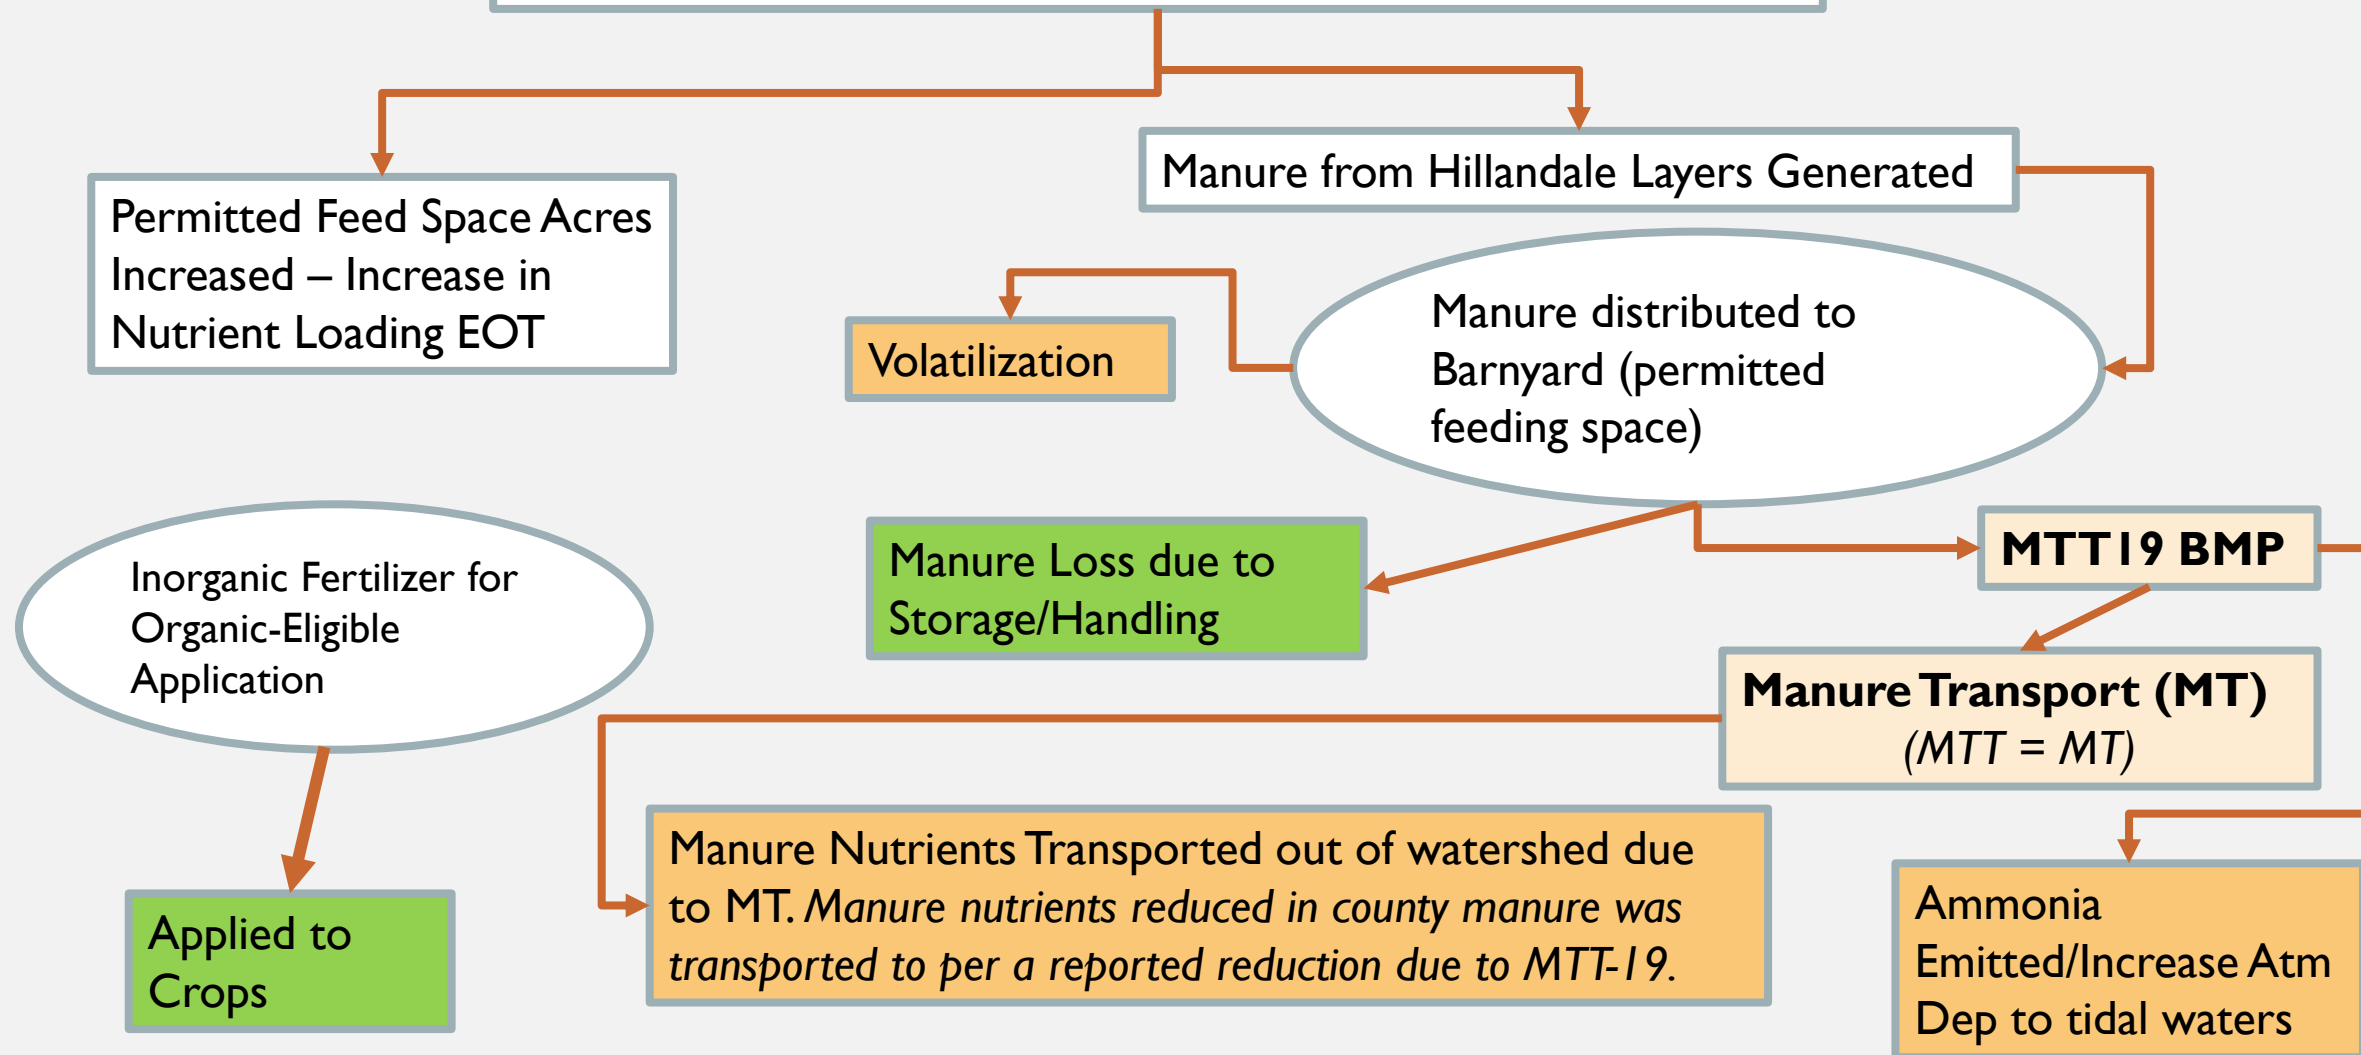 Manure from Hillandale Layers Generated
Permitted Feed Space Acres
Increased – Increase in
Nutrient Loading EOT
Manure distributed to
Barnyard (permitted
feeding space)
Volatilization
Inorganic Fertilizer for
Organic-Eligible
Application
Manure Loss due to
Storage/Handling
MTT19 BMP
Manure Transport (MT)
(MTT = MT)
Manure Nutrients Transported out of watershed due
to MT. Manure nutrients reduced in county manure was
transported to per a reported reduction due to MTT-19.
Applied to
Crops
Ammonia
Emitted/Increase Atm
Dep to tidal waters